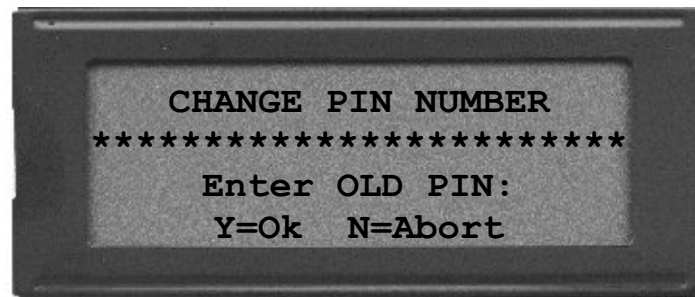 CHANGE PIN NUMBER
************************
Enter OLD PIN:
Y=Ok N=Abort